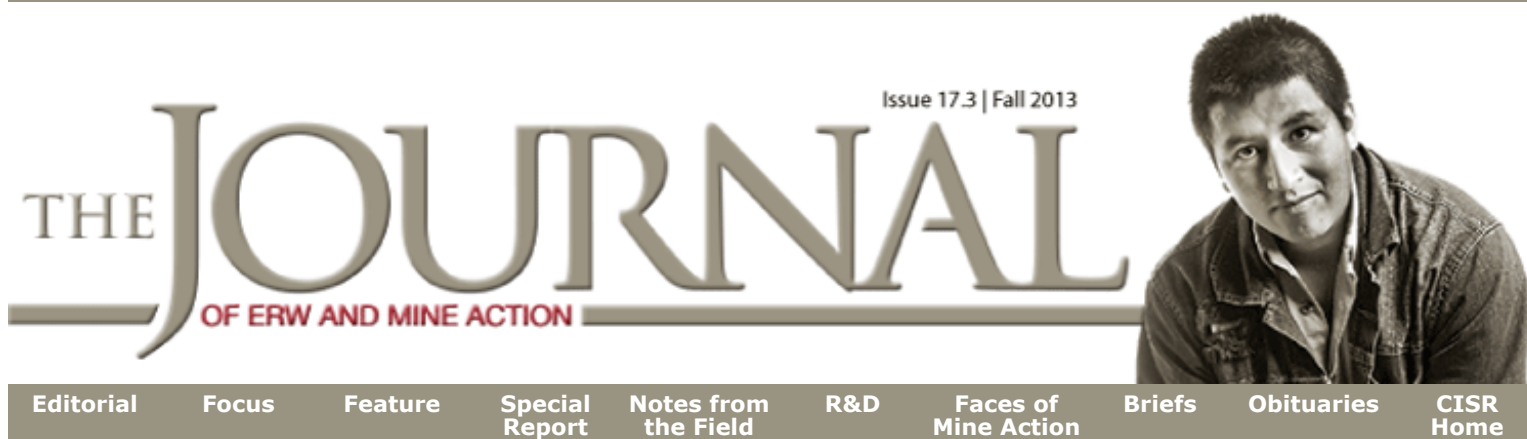 Issue 17.3 | Fall 2013
THE JOURNAL
OF ERW AND MINE ACTION
Editorial Focus Feature Special Report Notes from the Field R&D Faces of Mine Action Briefs Obituaries CISR Home